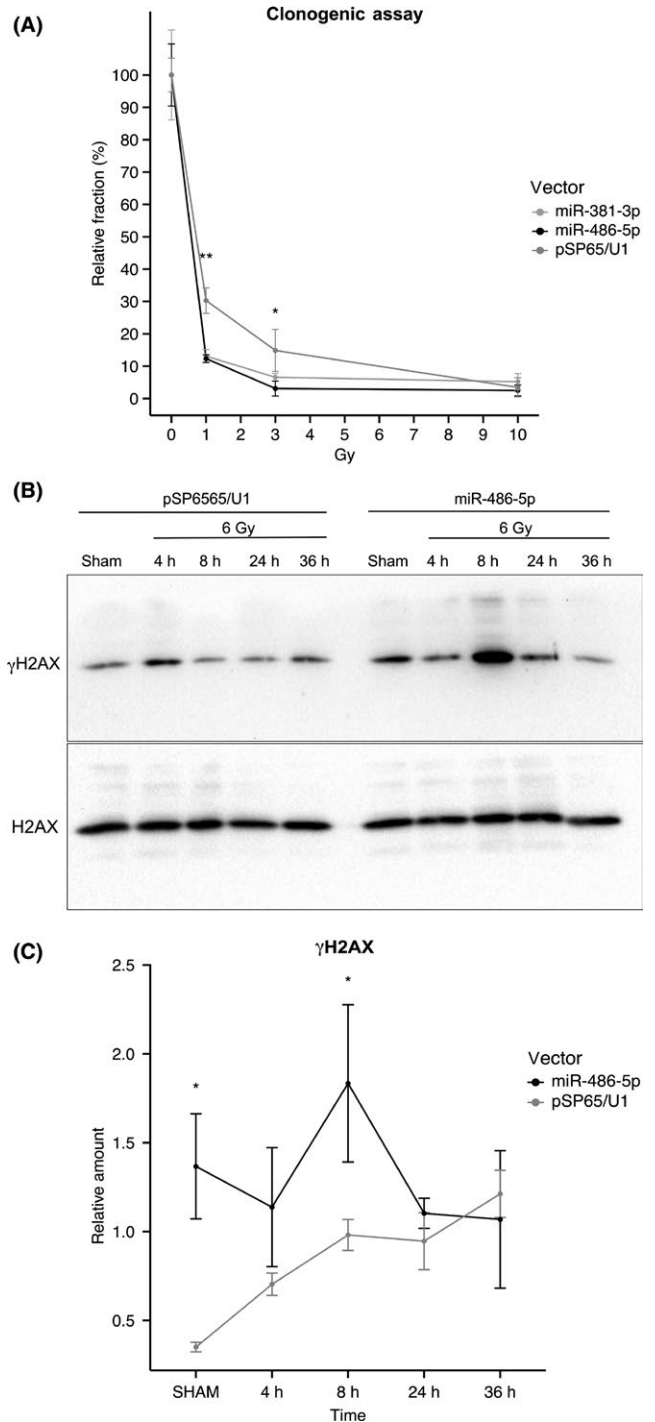 (A)
Clonogenic assay
100
90
80
70
60
50
40
30
20
10
0
Relative fraction (%)
**
*
Vector
miR-381-3p
miR-486-5p
pSP65/U1
0 1 2 3 4 5 6 7 8 9 10
Gy
(B)
pSP6565/U1 miR-486-5p
6 Gy 6 Gy
Sham 4 h 8 h 24 h 36 h Sham 4 h 8 h 24 h 36 h
γH2AX
H2AX
(C)
γH2AX
2.5
2.0
1.5
1.0
0.5
Relative amount
*
*
Vector
miR-486-5p
pSP65/U1
SHAM 4 h 8 h 24 h 36 h
Time